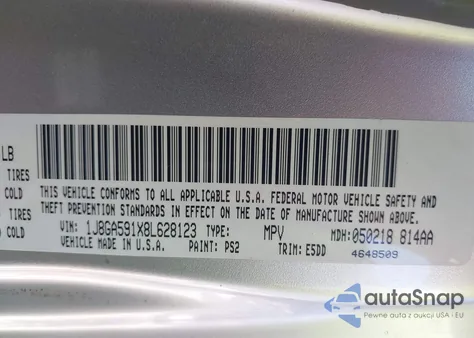 LB
TIRES
COLD
TIRES
COLD
THIS VEHICLE CONFORMS TO ALL APPLICABLE U.S.A. FEDERAL MOTOR VEHICLE SAFETY AND
THEFT PREVENTION STANDARDS IN EFFECT ON THE DATE OF MANUFACTURE SHOWN ABOVE.
VIN: 1J8GA591X8L628123 TYPE: MPV MDH: 050218 814AA
VEHICLE MADE IN U.S.A. PAINT: PS2 TRIM: E5DD 4648509
autoSnap
Pewne auta z aukcji USA - EU